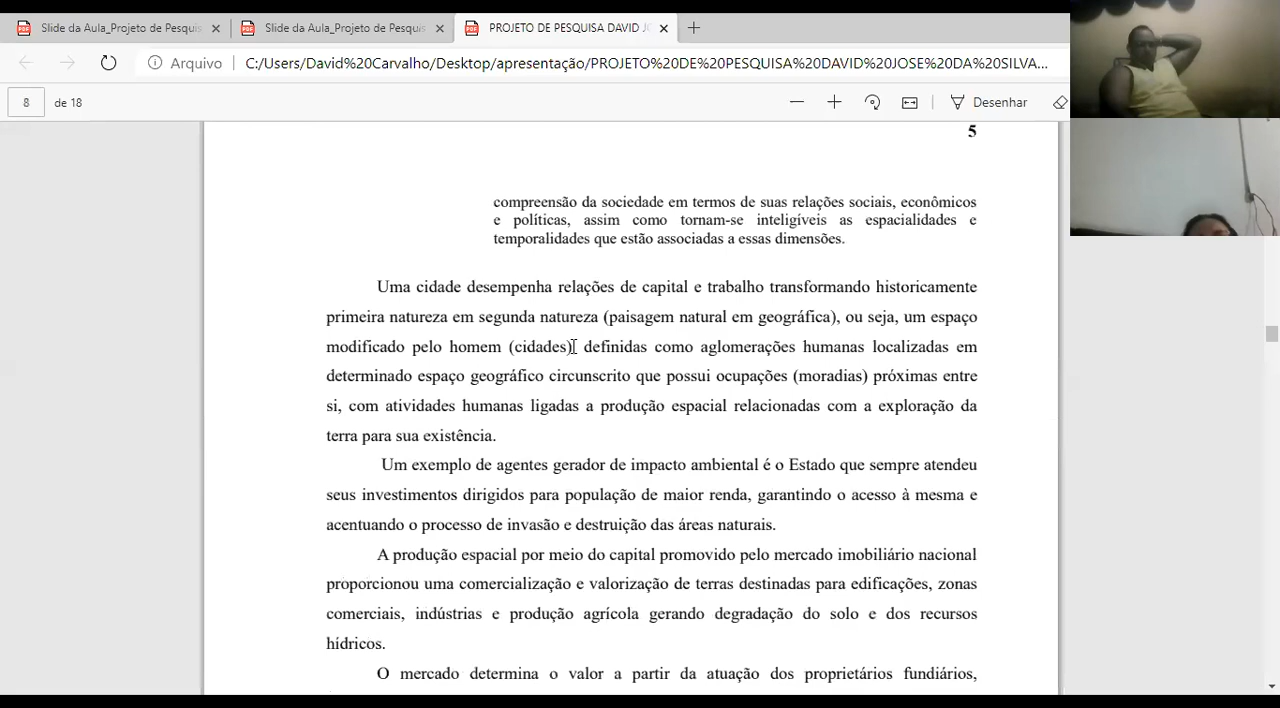 Slide da Aula_Projeto de Pesquis
Slide da Aula_Projeto de Pesquis
PROJETO DE PESQUISA DAVID JO
Arquivo
C:/Users/David%20Carvalho/Desktop/apresentação/PROJETO%20DE%20PESQUISA%20DAVID%20JOSE%20DA%20SILVA...
8 de 18
Desenhar
5
compreensão da sociedade em termos de suas relações sociais, econômicos
e políticas, assim como tornam-se inteligíveis as espacialidades e
temporalidades que estão associadas a essas dimensões.
Uma cidade desempenha relações de capital e trabalho transformando historicamente
primeira natureza em segunda natureza (paisagem natural em geográfica), ou seja, um espaço
modificado pelo homem (cidades) definidas como aglomerações humanas localizadas em
determinado espaço geográfico circunscrito que possui ocupações (moradias) próximas entre
si, com atividades humanas ligadas a produção espacial relacionadas com a exploração da
terra para sua existência.
Um exemplo de agentes gerador de impacto ambiental é o Estado que sempre atendeu
seus investimentos dirigidos para população de maior renda, garantindo o acesso à mesma e
acentuando o processo de invasão e destruição das áreas naturais.
A produção espacial por meio do capital promovido pelo mercado imobiliário nacional
proporcionou uma comercialização e valorização de terras destinadas para edificações, zonas
comerciais, indústrias e produção agrícola gerando degradação do solo e dos recursos
hídricos.
O mercado determina o valor a partir da atuação dos proprietários fundiários,